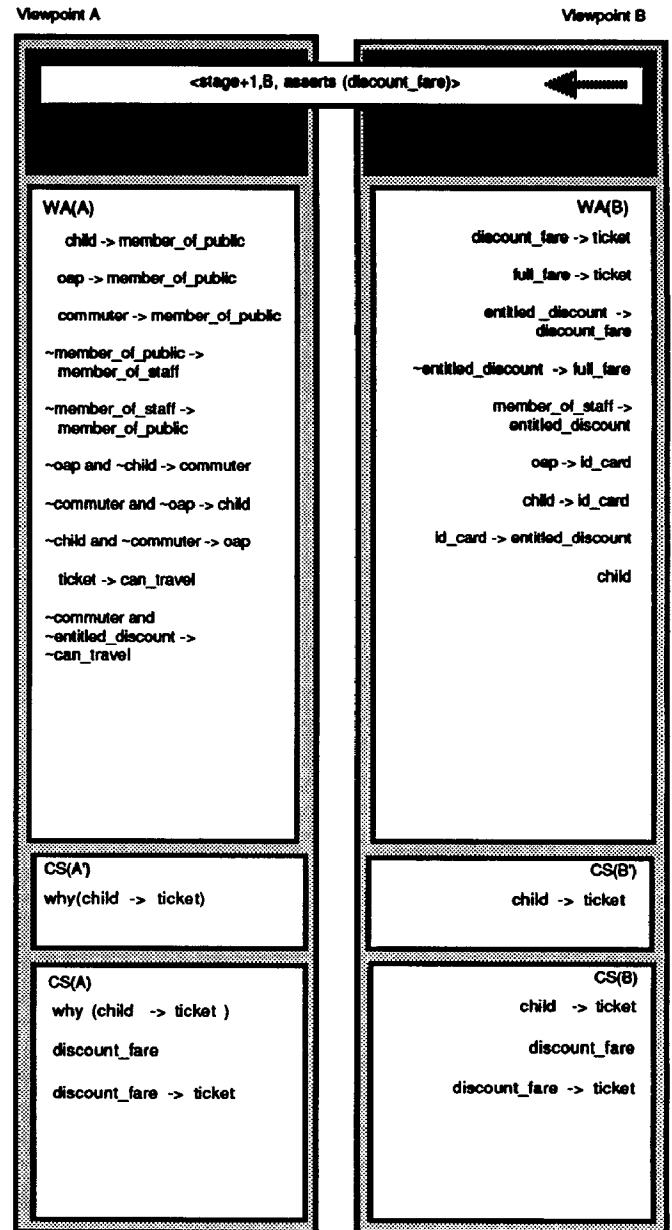 Viewpoint A
Viewpoint B
<stage+1,B, asserts (discount_fare)>
WA(A)
child -> member_of_public
oap -> member_of_public
commuter -> member_of_public
~member_of_public ->
member_of_staff
~member_of_staff ->
member_of_public
~oap and ~child -> commuter
~commuter and ~oap -> child
~child and ~commuter -> oap
ticket -> can_travel
~commuter and
~entitled_discount ->
~can_travel
WA(B)
discount_fare -> ticket
full_fare -> ticket
entitled _discount ->
discount_fare
~entitled_discount -> full_fare
member_of_staff ->
entitled_discount
oap -> id_card
child -> id_card
id_card -> entitled_discount
child
CS(A')
why(child -> ticket)
CS(B')
child -> ticket
CS(A)
why (child -> ticket )
discount_fare
discount_fare -> ticket
CS(B)
child -> ticket
discount_fare
discount_fare -> ticket